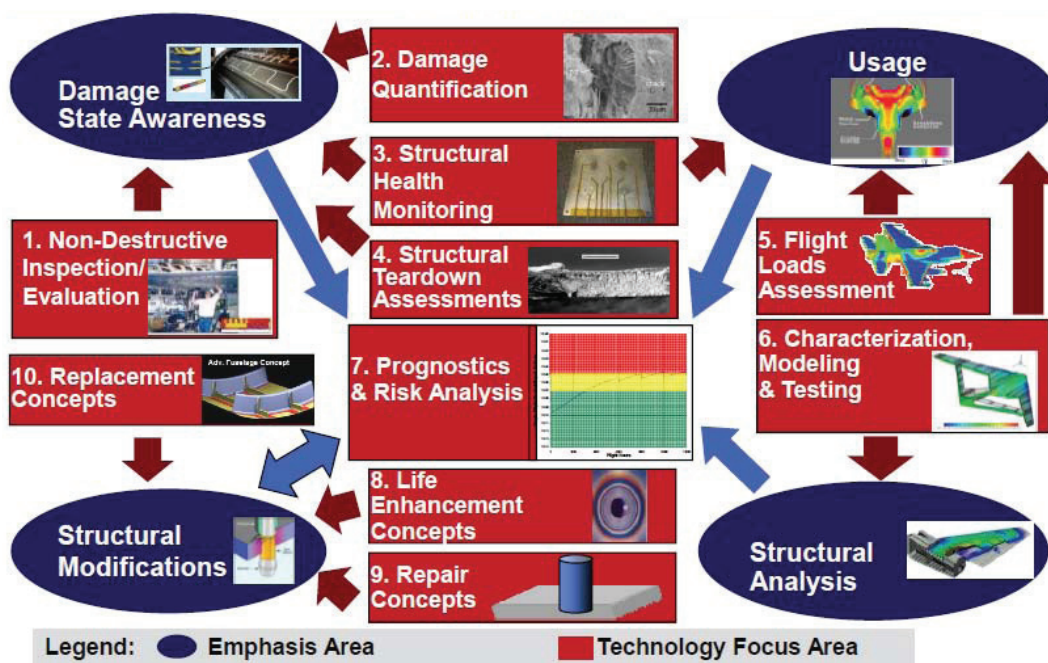 Damage
State Awareness
2. Damage
Quantification
Usage
3. Structural
Health
Monitoring
1. Non-Destructive
Inspection/
Evaluation
4. Structural
Teardown
Assessments
5. Flight
Loads
Assessment
10. Replacement
Concepts
Adv. Fuselage Concept
7. Prognostics
& Risk Analysis
6. Characterization,
Modeling
& Testing
Structural
Modifications
8. Life
Enhancement
Concepts
9. Repair
Concepts
Structural
Analysis
Legend:
Emphasis Area
Technology Focus Area